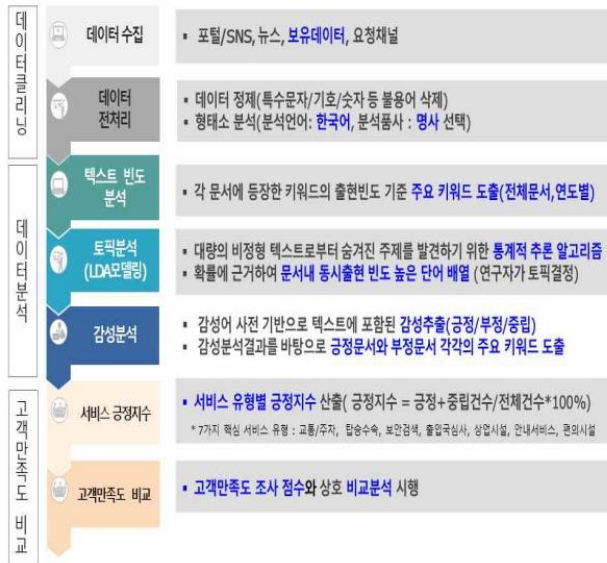 데이터클리닝
데이터 수집
▪ 포털/SNS, 뉴스, 보유데이터, 요청채널
데이터
전처리
▪ 데이터 정제(특수문자/기호/숫자 등 불용어 삭제)
▪ 형태소 분석(분석언어: 한국어, 분석품사 : 명사 선택)
데이터분석
텍스트 빈도
분석
▪ 각 문서에 등장한 키워드의 출현빈도 기준 주요 키워드 도출(전체문서,연도별)
토픽분석
(LDA모델링)
▪ 대량의 비정형 텍스트로부터 숨겨진 주제를 발견하기 위한 통계적 추론 알고리즘
▪ 확률에 근거하여 문서내 동시출현 빈도 높은 단어 배열 (연구자가 토픽결정)
감성분석
▪ 감성어 사전 기반으로 텍스트에 포함된 감성추출(긍정/부정/중립)
▪ 감성분석결과를 바탕으로 긍정문서와 부정문서 각각의 주요 키워드 도출
고객만족도 비교
서비스 긍정지수
▪ 서비스 유형별 긍정지수 산출( 긍정지수 = 긍정+중립건수/전체건수*100%)
* 7가지 핵심 서비스 유형 : 교통/주차, 탑승수속, 보안검색, 출입국심사, 상업시설, 안내서비스, 편의시설
고객만족도 비교
▪ 고객만족도 조사 점수와 상호 비교분석 시행